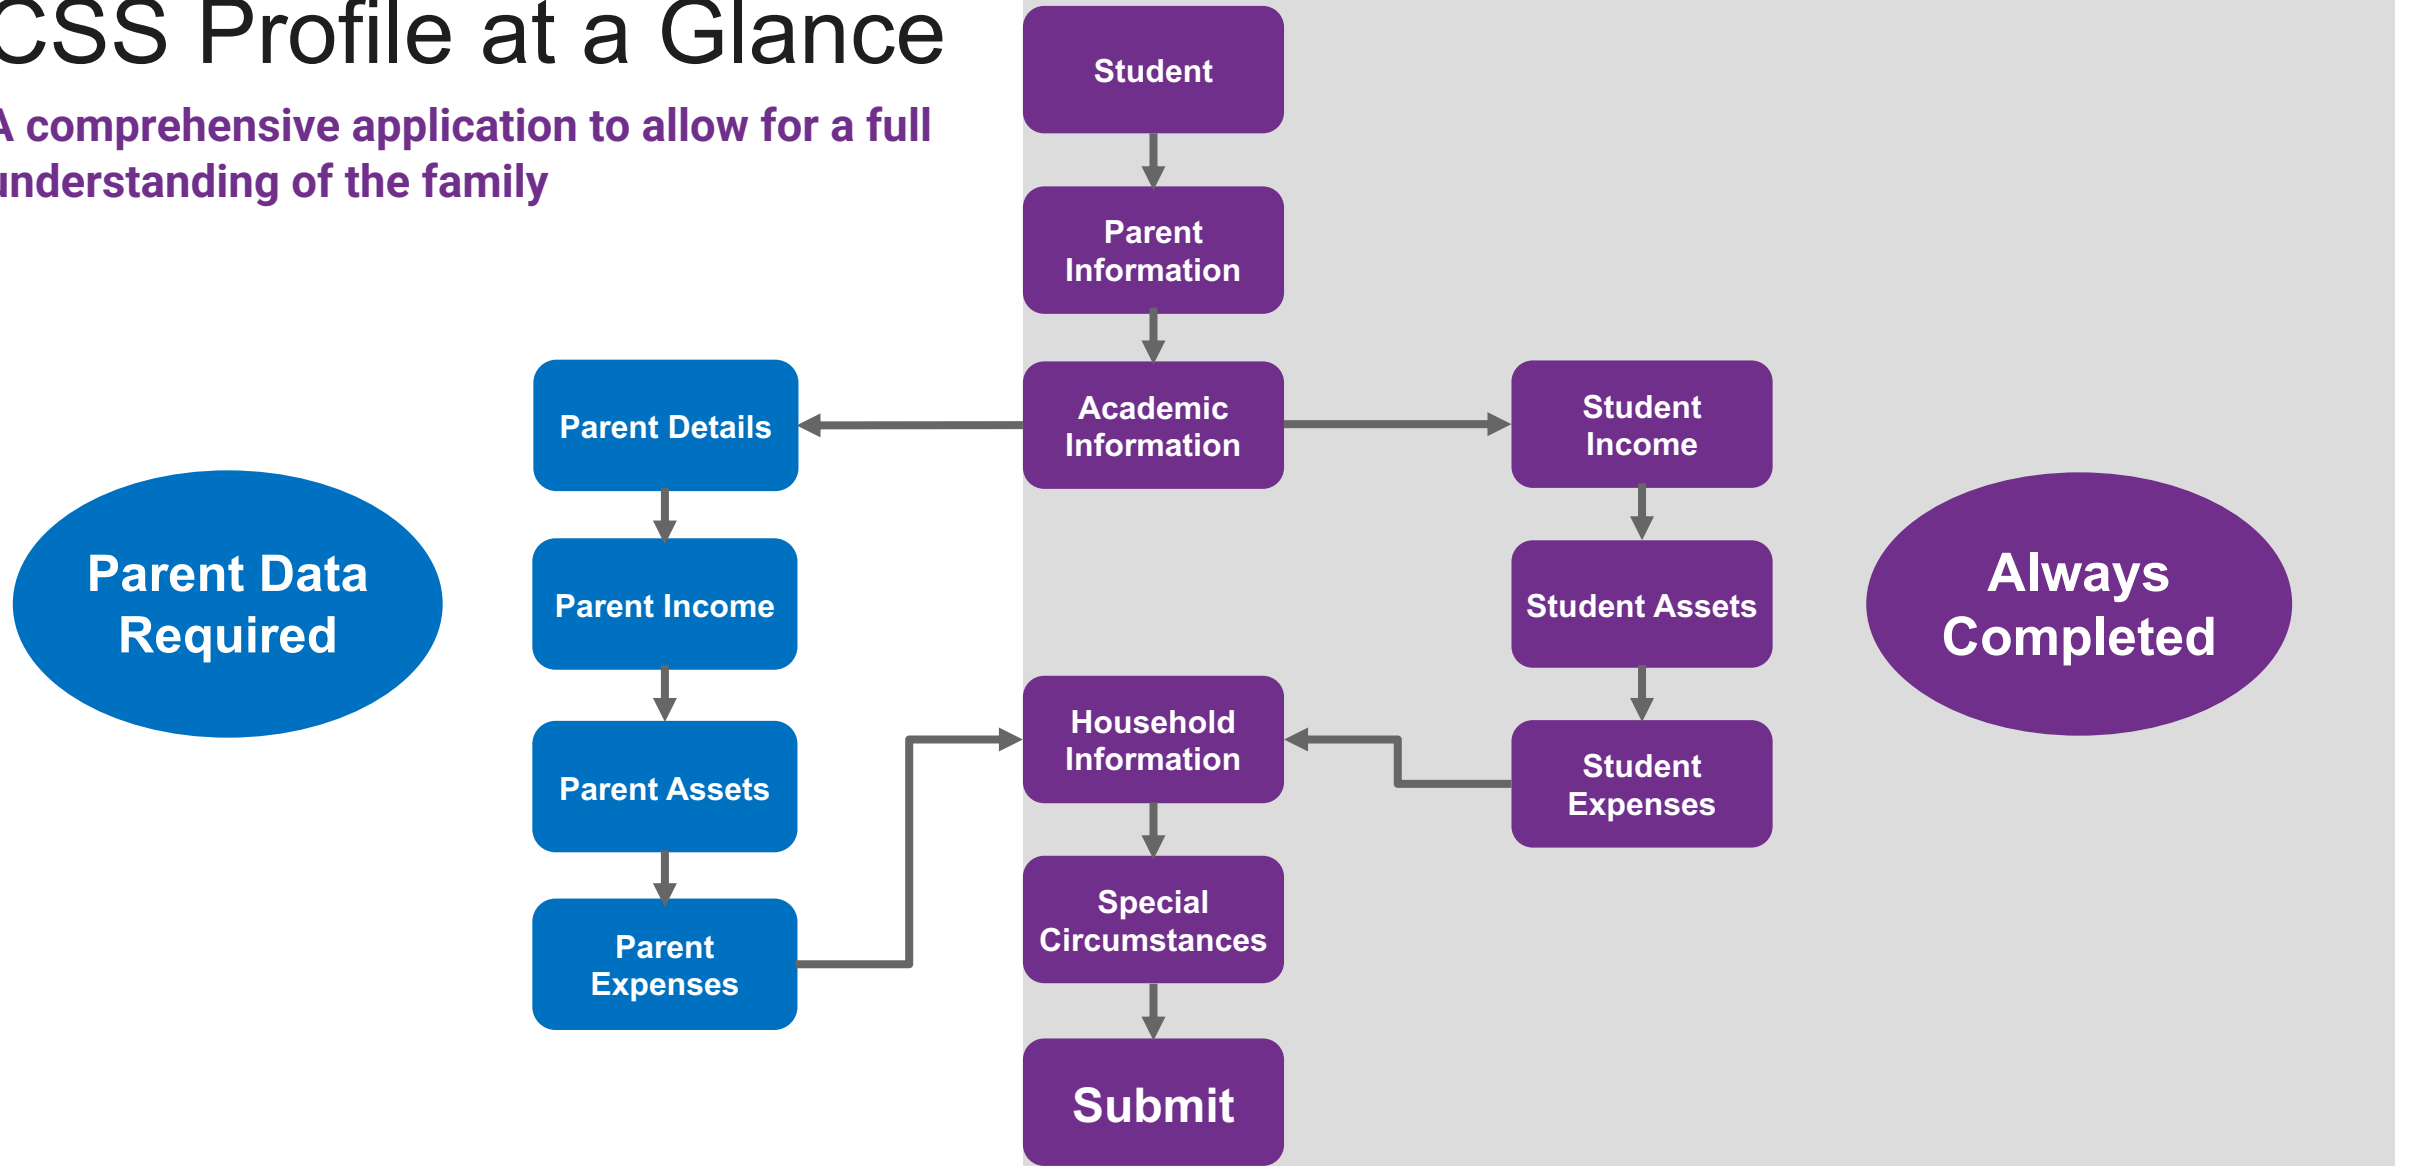 CSS Profile at a Glance
A comprehensive application to allow for a full
understanding of the family
Student
Parent
Information
Academic
Information
Parent Details
Student
Income
Parent Data
Required
Parent Income
Student Assets
Always
Completed
Parent Assets
Household
Information
Student
Expenses
Parent
Expenses
Special
Circumstances
Submit